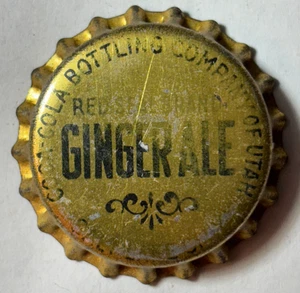 COCA-COLA BOTTLING COMPANY OF UTAH
RED SEAL BRAND
GINGER ALE